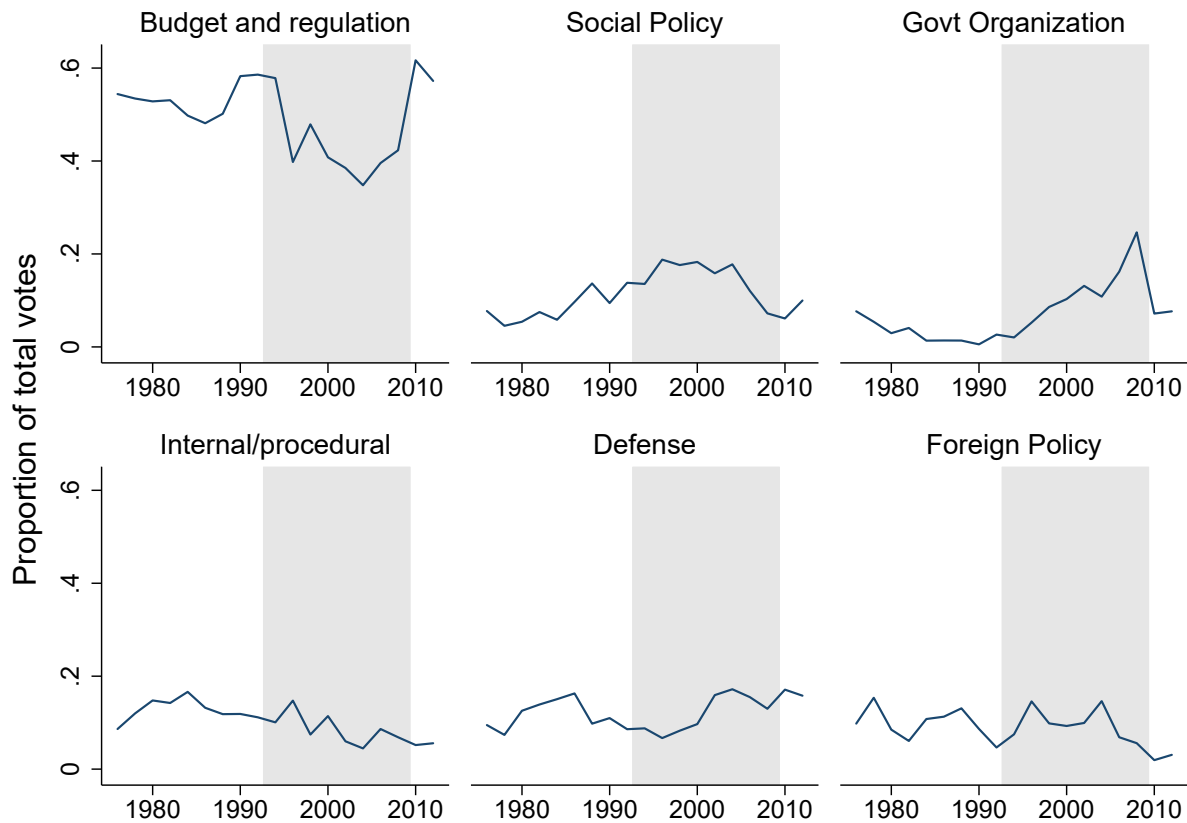 Budget and regulation
Social Policy
Govt Organization
Proportion of total votes
.6
.4
.2
0
1980 1990 2000 2010
1980 1990 2000 2010
1980 1990 2000 2010
Internal/procedural
Defense
Foreign Policy
.6
.4
.2
0
1980 1990 2000 2010
1980 1990 2000 2010
1980 1990 2000 2010